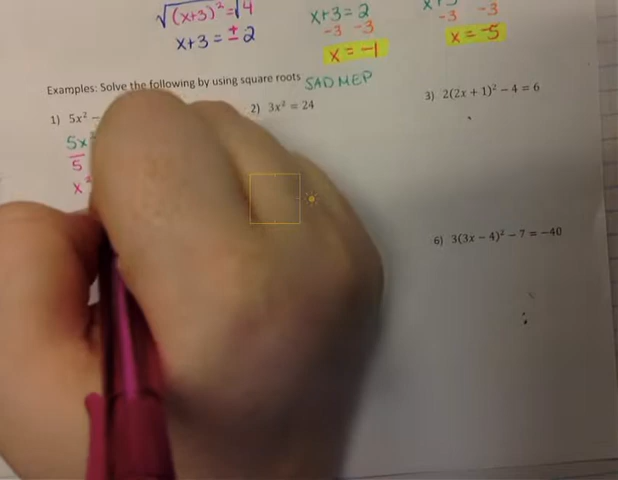 √(x+3)² = √4
x+3 = 2
-3 -3
-3 -3
x+3 = ± 2
x = -1
x = -5
Examples: Solve the following by using square roots SADMEP
1) 5x² –
2) 3x² = 24
3) 2(2x + 1)² – 4 = 6
5x
5
x²
6) 3(3x – 4)² – 7 = –40